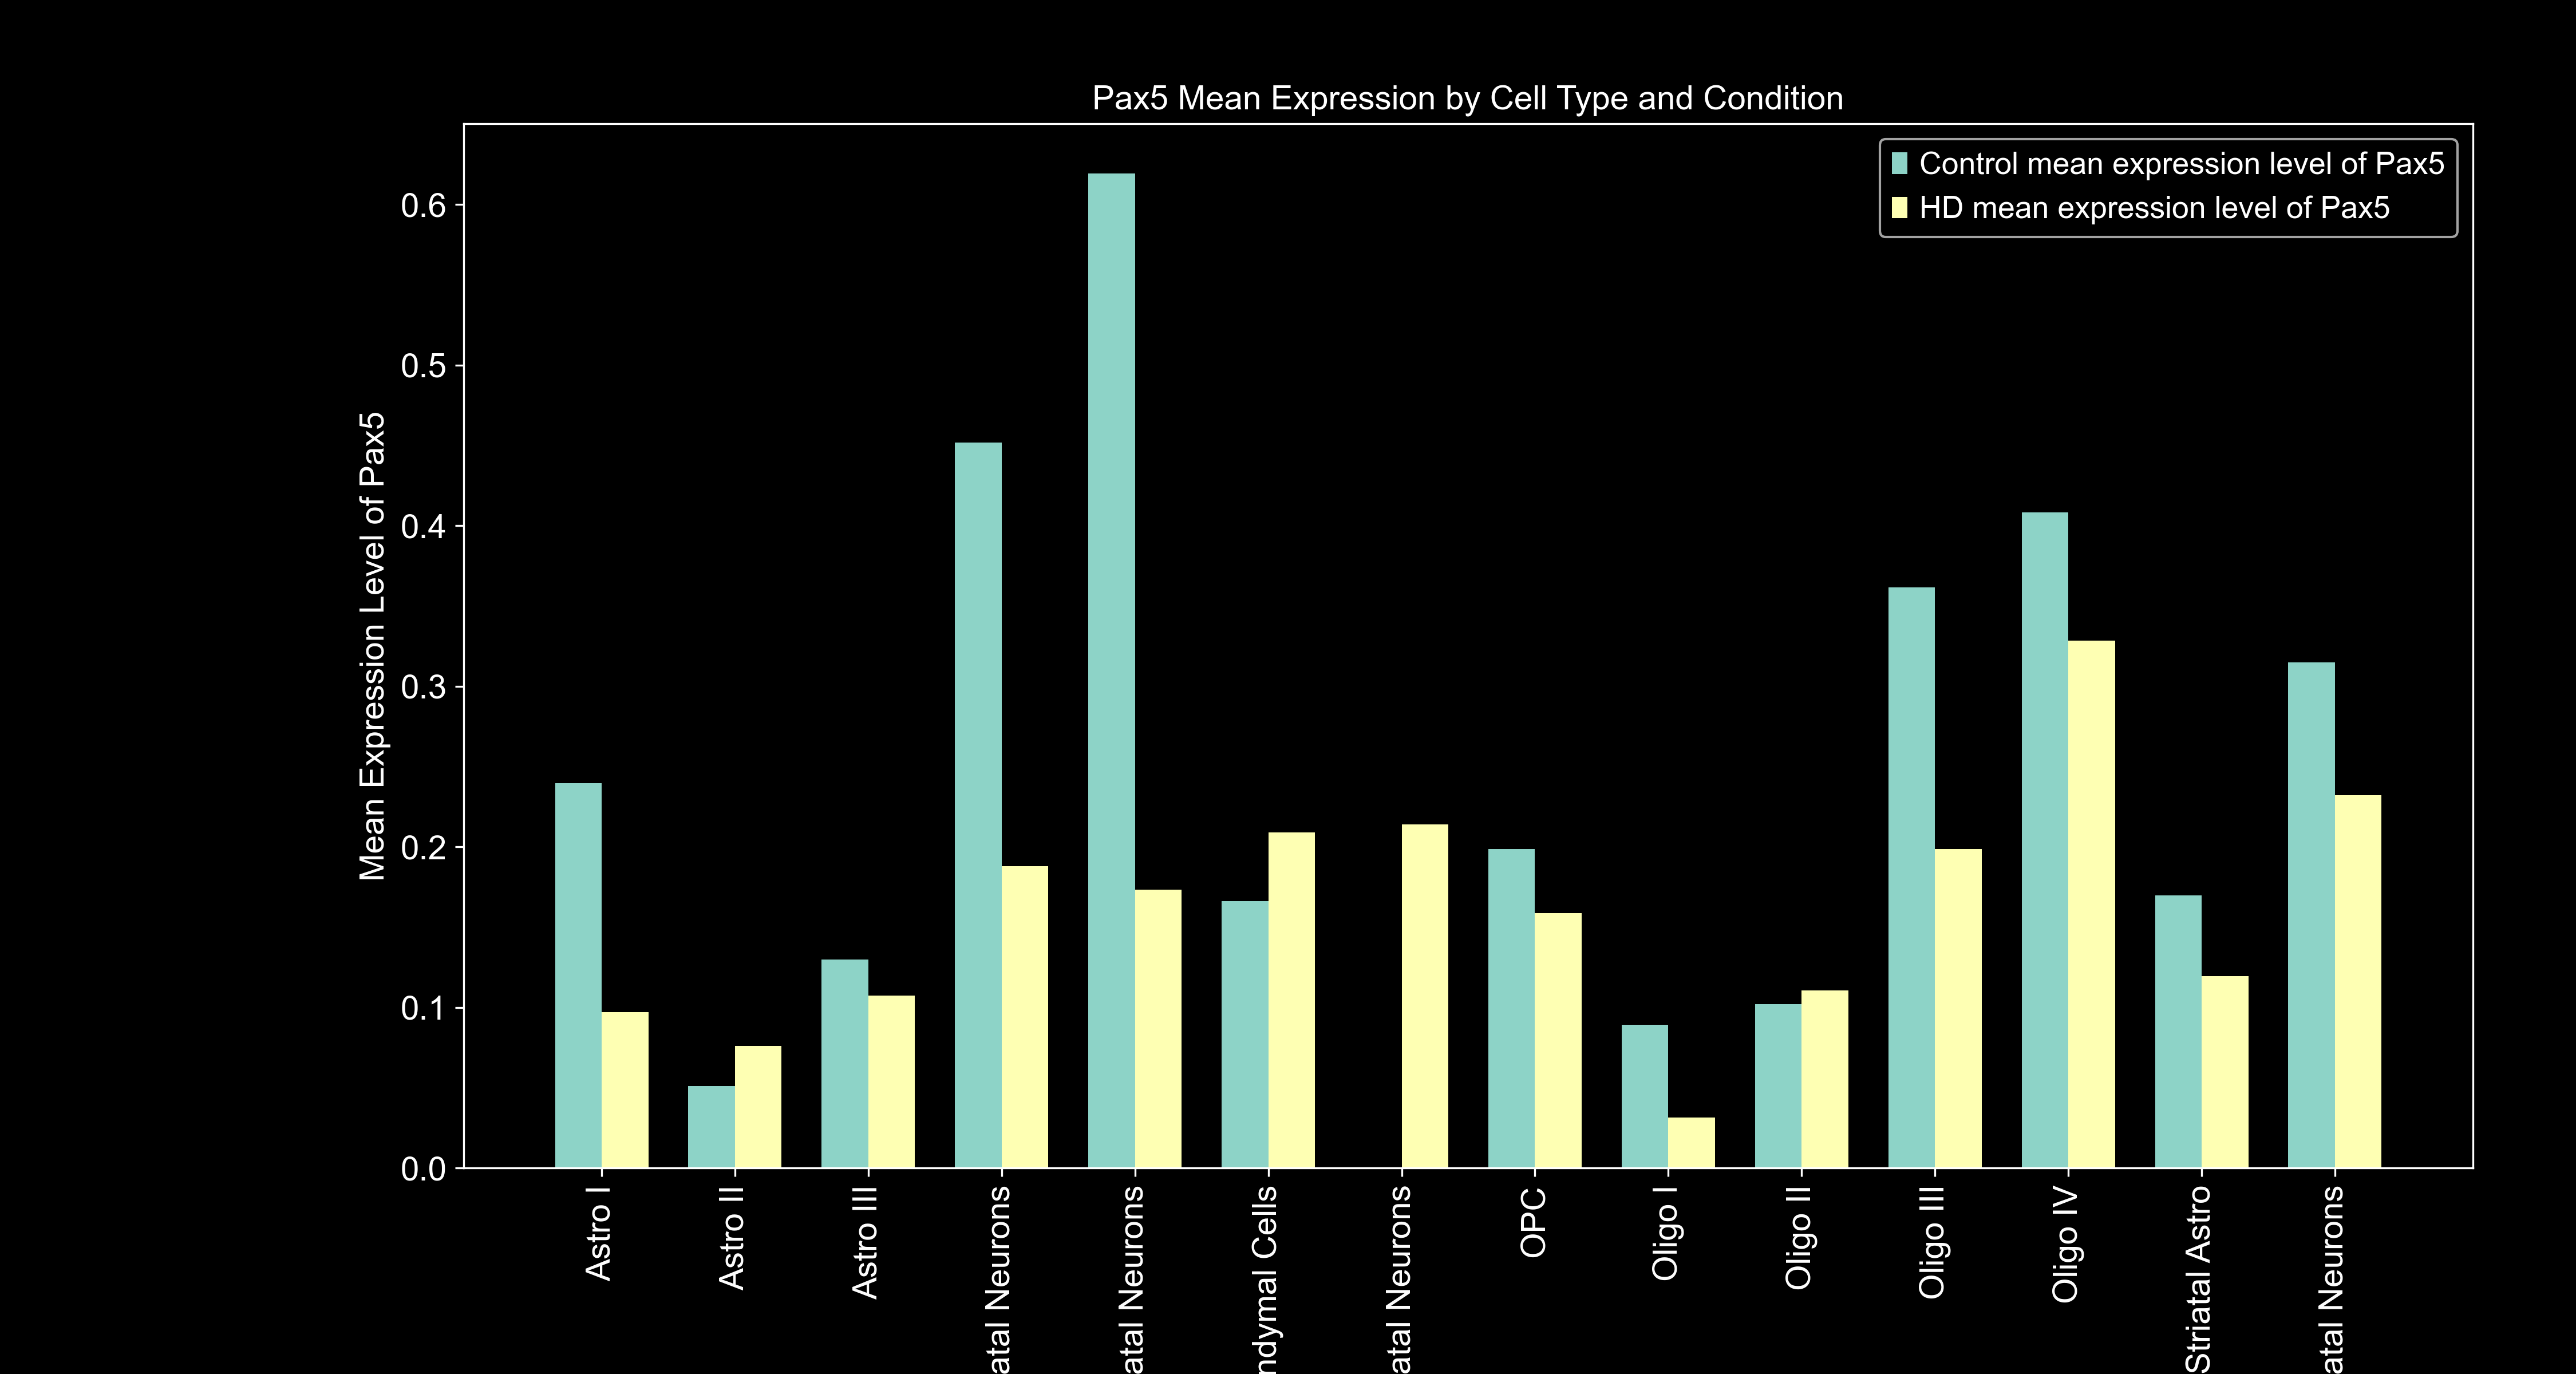 Pax5 Mean Expression by Cell Type and Condition
Control mean expression level of Pax5
HD mean expression level of Pax5
Mean Expression Level of Pax5
0.6
0.5
0.4
0.3
0.2
0.1
0.0
Astro I
Astro II
Astro III
atal Neurons
atal Neurons
ndymal Cells
atal Neurons
OPC
Oligo I
Oligo II
Oligo III
Oligo IV
Striatal Astro
atal Neurons